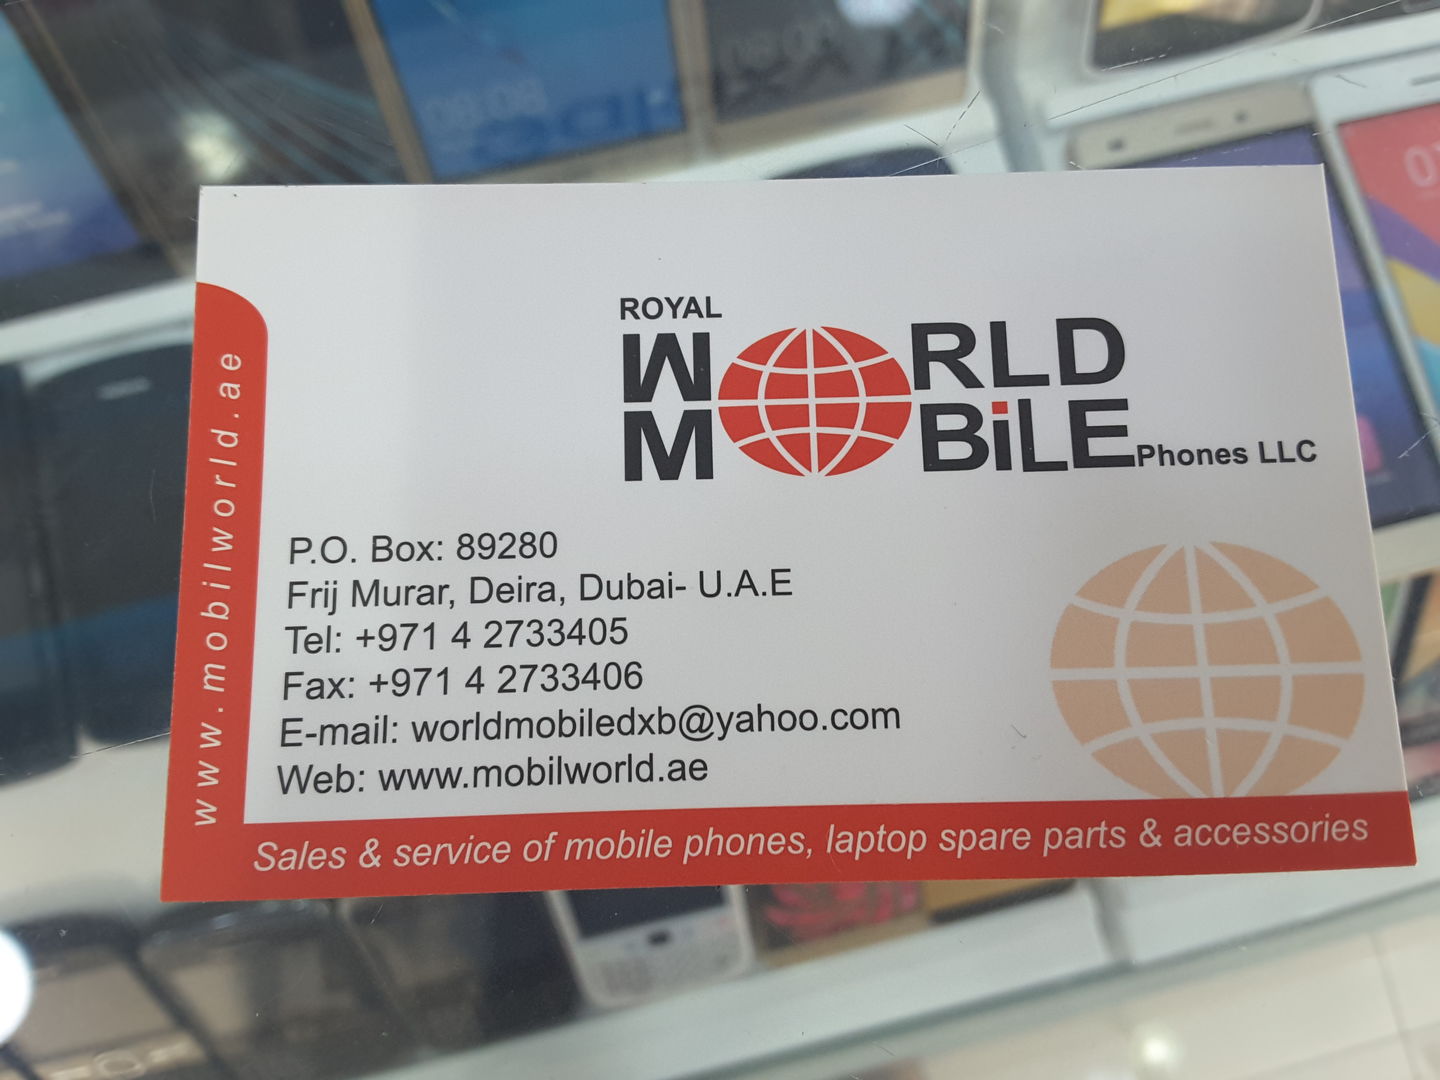 ROYAL
WORLD
MOBiLE Phones LLC
P.O. Box: 89280
Frij Murar, Deira, Dubai- U.A.E
Tel: +971 4 2733405
Fax: +971 4 2733406
E-mail: worldmobiledxb@yahoo.com
Web: www.mobilworld.ae
www.mobilworld.ae
Sales & service of mobile phones, laptop spare parts & accessories